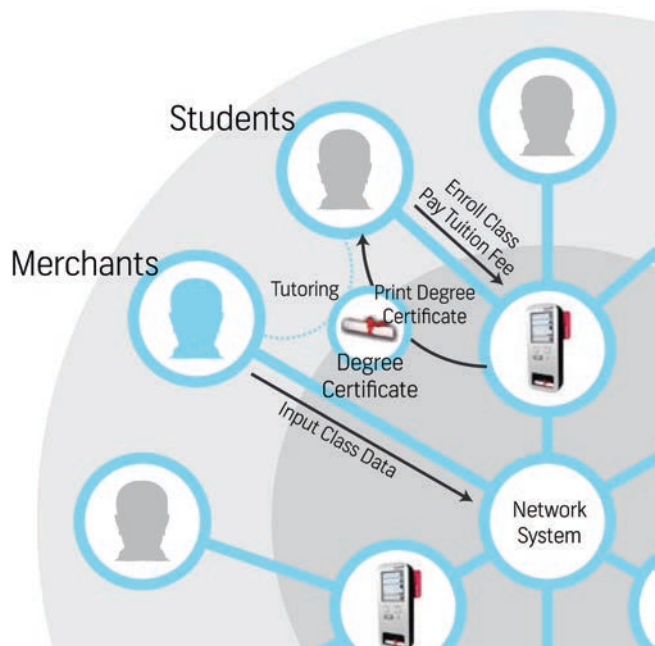 Students
Enroll Class
Pay Tuition Fee
Merchants
Tutoring
Print Degree
Certificate
Degree
Certificate
Input Class Data
Network
System